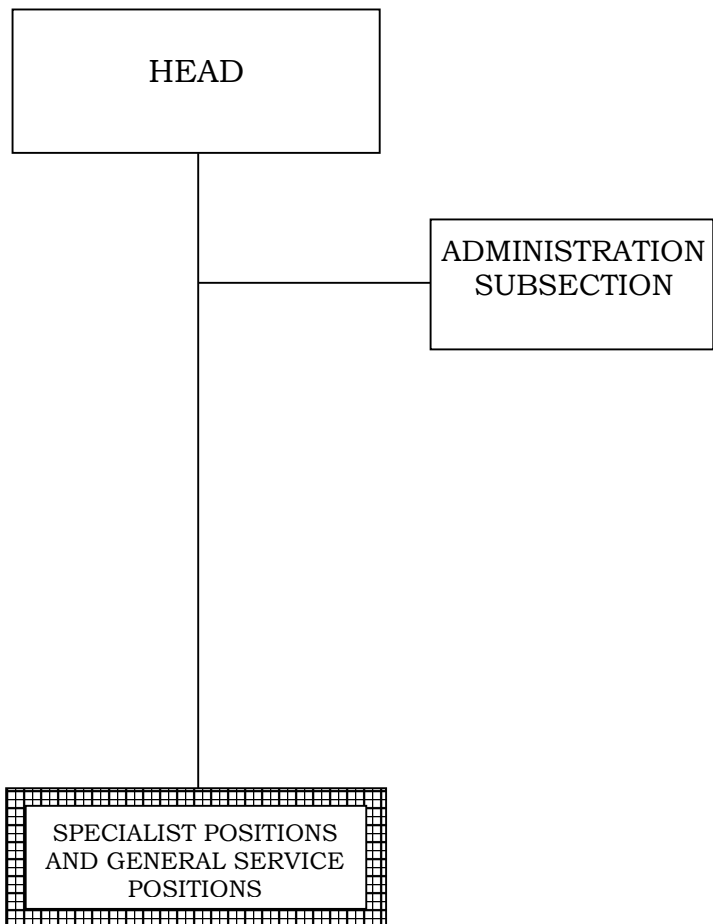 HEAD
ADMINISTRATION
SUBSECTION
SPECIALIST POSITIONS
AND GENERAL SERVICE
POSITIONS